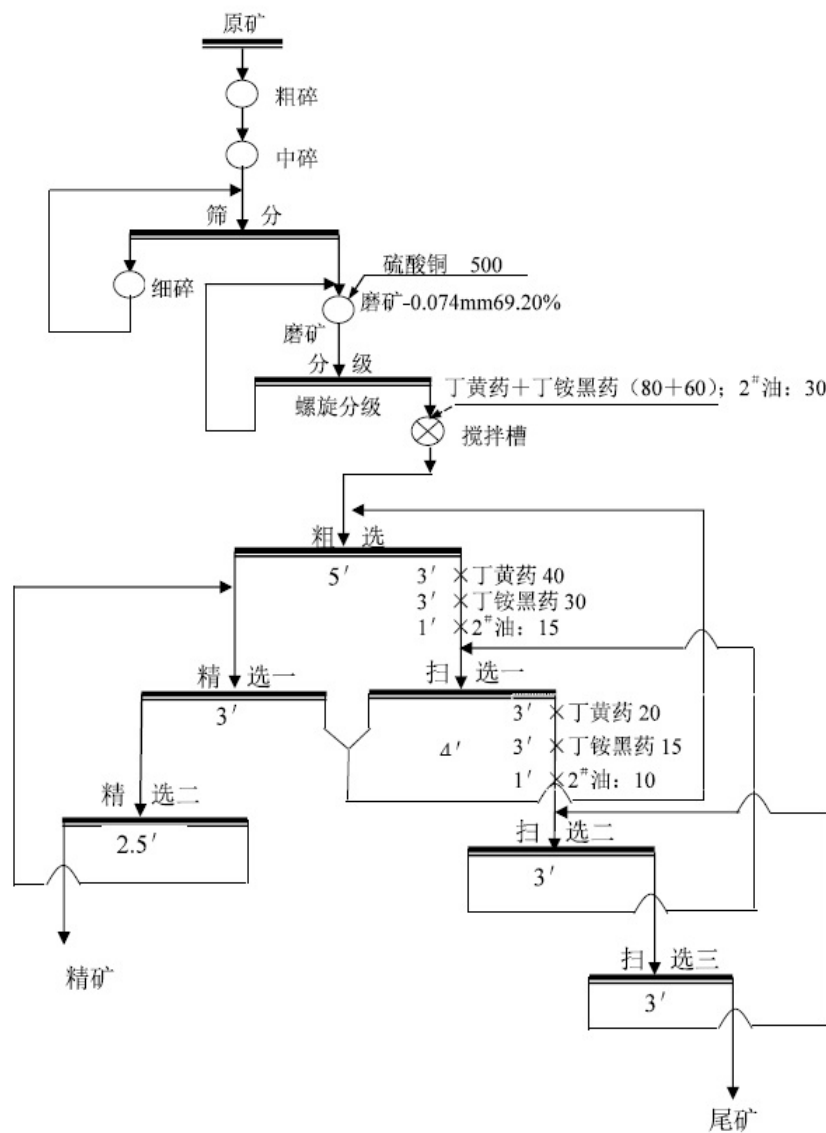 原矿
粗碎
中碎
筛 分
细碎
硫酸铜 500
磨矿-0.074mm69.20%
磨矿
分 级
螺旋分级
丁黄药＋丁铵黑药（80＋60）；2#油：30
搅拌槽
粗 选
5′
3′ 丁黄药 40
3′ 丁铵黑药 30
1′ 2#油：15
精 选一
3′
扫 选一
4′
3′ 丁黄药 20
3′ 丁铵黑药 15
1′ 2#油：10
精 选二
2.5′
扫 选二
3′
精矿
扫 选三
3′
尾矿